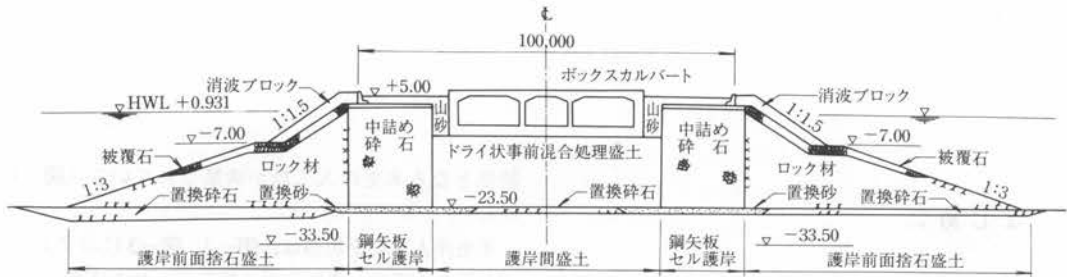 ℄
100,000
ボックスカルバート
消波ブロック
+5.00
消波ブロック
HWL +0.931
1:1.5
山砂
山砂
1:1.5
中詰め砕石
中詰め砕石
-7.00
-7.00
被覆石
ロック材
ドライ状事前混合処理盛土
ロック材
被覆石
1:3
置換砕石
置換砂
-23.50
置換砕石
置換砂
置換砕石
1:3
-33.50
-33.50
護岸前面捨石盛土
鋼矢板セル護岸
護岸間盛土
鋼矢板セル護岸
護岸前面捨石盛土